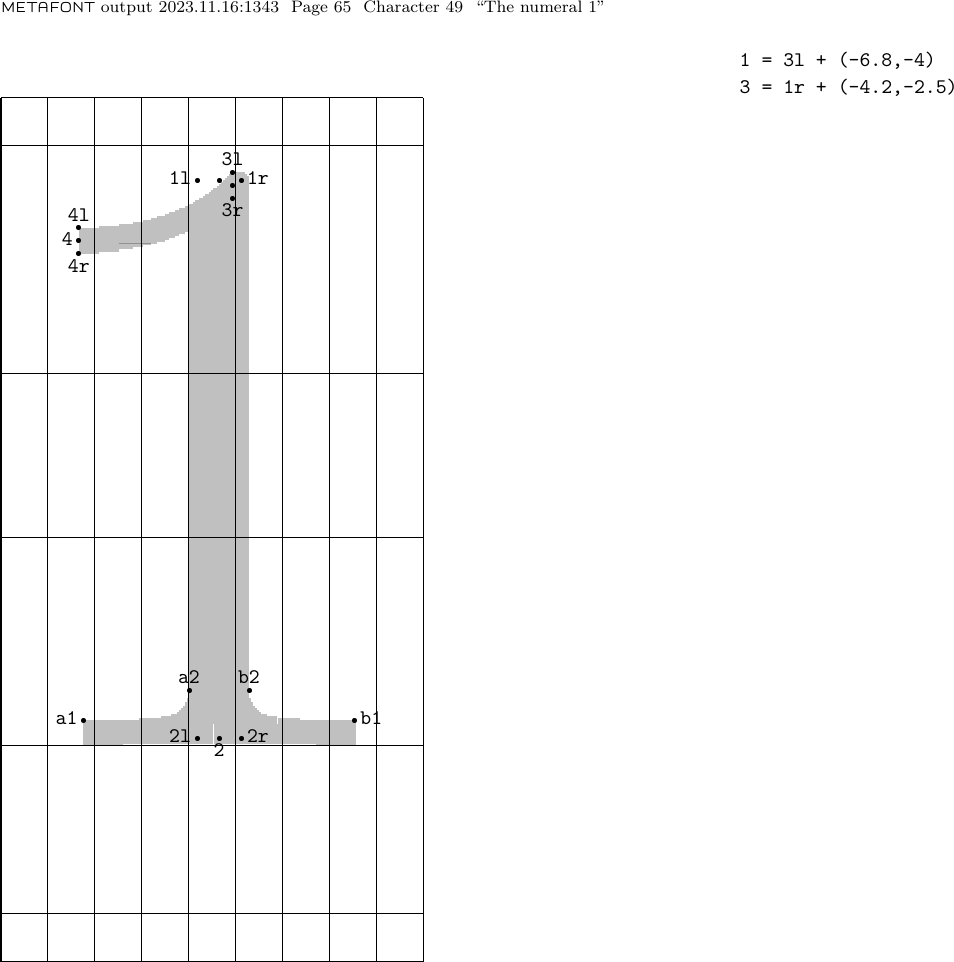 METAFONT output 2023.11.16:1343 Page 65 Character 49 “The numeral 1”
1 = 3l + (-6.8,-4)
3 = 1r + (-4.2,-2.5)
3l
1l 1r
3r
4l
4
4r
a2 b2
a1 b1
2l 2r
2